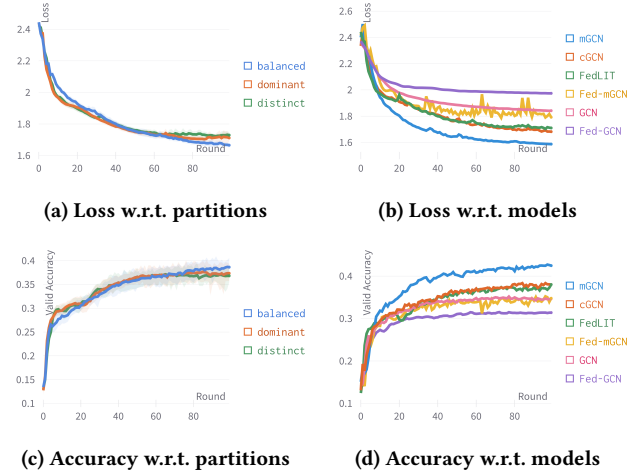 Loss
2.4
2.2
2
1.8
1.6
0
20
40
60
80
Round
balanced
dominant
distinct
(a) Loss w.r.t. partitions
Loss
2.6
2.4
2.2
2
1.8
1.6
0
20
40
60
80
Round
mGCN
cGCN
FedLIT
Fed-mGCN
GCN
Fed-GCN
(b) Loss w.r.t. models
Valid Accuracy
0.4
0.35
0.3
0.25
0.2
0.15
0.1
0
20
40
60
80
Round
balanced
dominant
distinct
(c) Accuracy w.r.t. partitions
Valid Accuracy
0.4
0.3
0.2
0.1
0
20
40
60
80
Round
mGCN
cGCN
FedLIT
Fed-mGCN
GCN
Fed-GCN
(d) Accuracy w.r.t. models